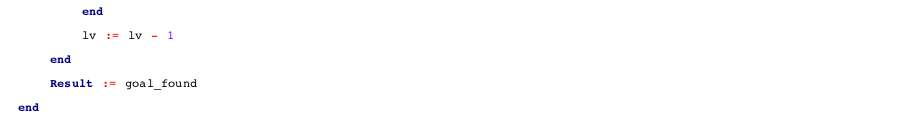 end
lv := lv - 1
end
Result := goal_found
end